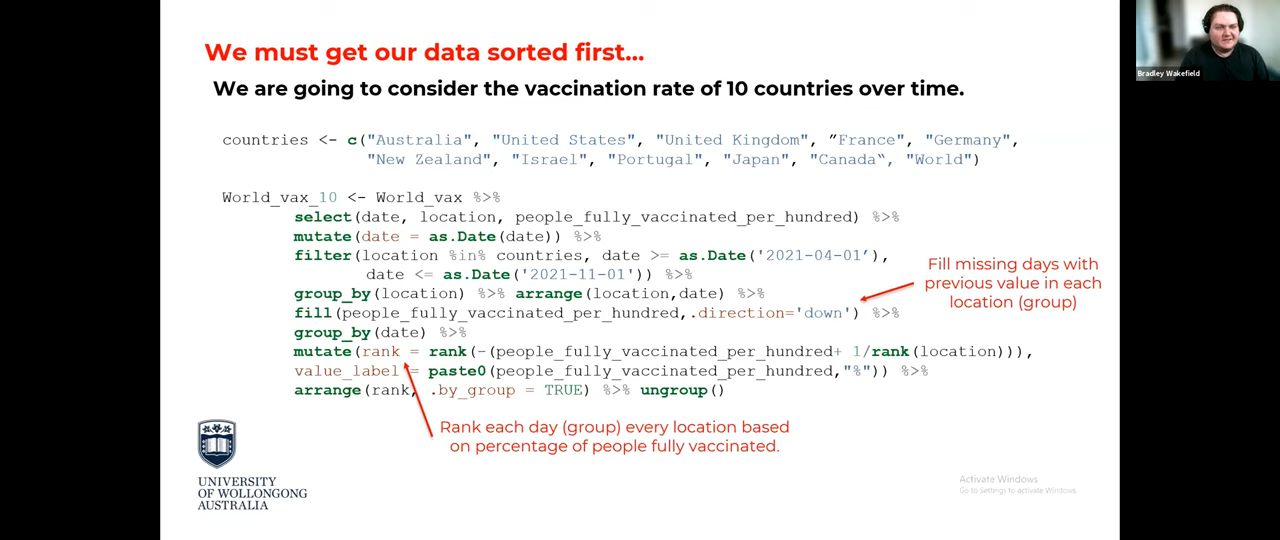 We must get our data sorted first...
We are going to consider the vaccination rate of 10 countries over time.
countries <- c("Australia", "United States", "United Kingdom", ”France", "Germany",
"New Zealand", "Israel", "Portugal", "Japan", "Canada‟, "World")
World_vax_10 <- World_vax %>%
select(date, location, people_fully_vaccinated_per_hundred) %>%
mutate(date = as.Date(date)) %>%
filter(location %in% countries, date >= as.Date('2021-04-01’),
date <= as.Date('2021-11-01')) %>%
group_by(location) %>% arrange(location,date) %>%
fill(people_fully_vaccinated_per_hundred,.direction='down') %>%
group_by(date) %>%
mutate(rank = rank(-(people_fully_vaccinated_per_hundred+ 1/rank(location))),
value_label = paste0(people_fully_vaccinated_per_hundred,"%")) %>%
arrange(rank, .by_group = TRUE) %>% ungroup()
Fill missing days with
previous value in each
location (group)
Rank each day (group) every location based
on percentage of people fully vaccinated.
UNIVERSITY
OF WOLLONGONG
AUSTRALIA
Activate Windows
Go to Settings to activate Windows.
Bradley Wakefield